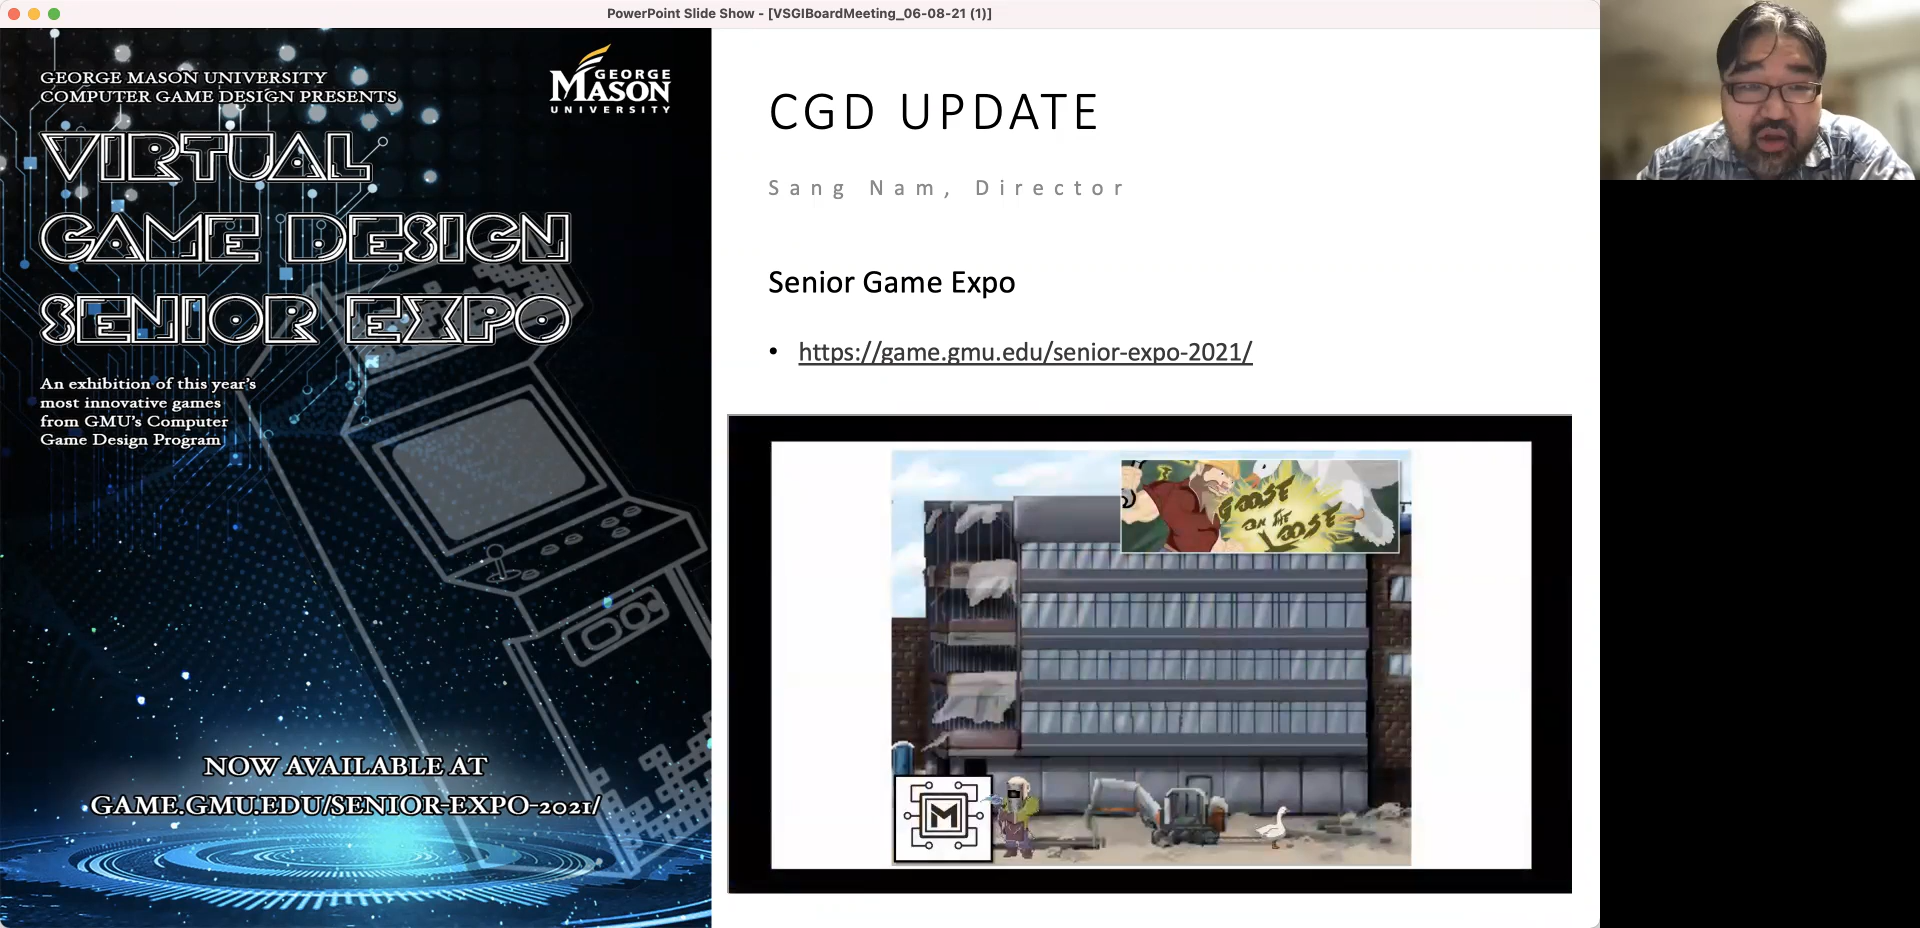 PowerPoint Slide Show - [VSGIBoardMeeting_06-08-21 (1)]
GEORGE MASON UNIVERSITY
COMPUTER GAME DESIGN PRESENTS
GEORGE
MASON
UNIVERSITY
VIRTUAL
GAME DESIGN
SENIOR EXPO
An exhibition of this year's
most innovative games
from GMU's Computer
Game Design Program
NOW AVAILABLE AT
GAME.GMU.EDU/SENIOR-EXPO-2021/
CGD UPDATE
Sang Nam, Director
Senior Game Expo
• https://game.gmu.edu/senior-expo-2021/
GOOSE
ON THE
LOOSE
M